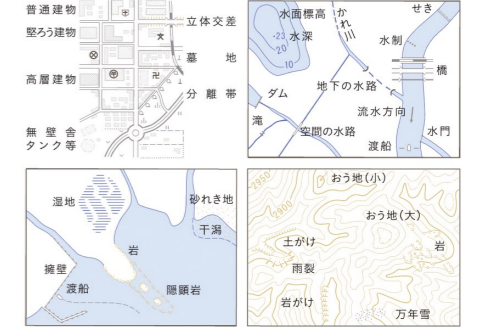 普通建物
堅ろう建物
高層建物
無壁舎
タンク等
立体交差
墓地
分離帯
水面標高
-23 水深
20
10
かれ川
せき
水制
橋
地下の水路
ダム
滝
空間の水路
流水方向
渡船
水門
湿地
砂れき地
干潟
岩
擁壁
渡船
隠顕岩
2950
2900
おう地(小)
おう地(大)
土がけ
岩
雨裂
岩がけ
万年雪